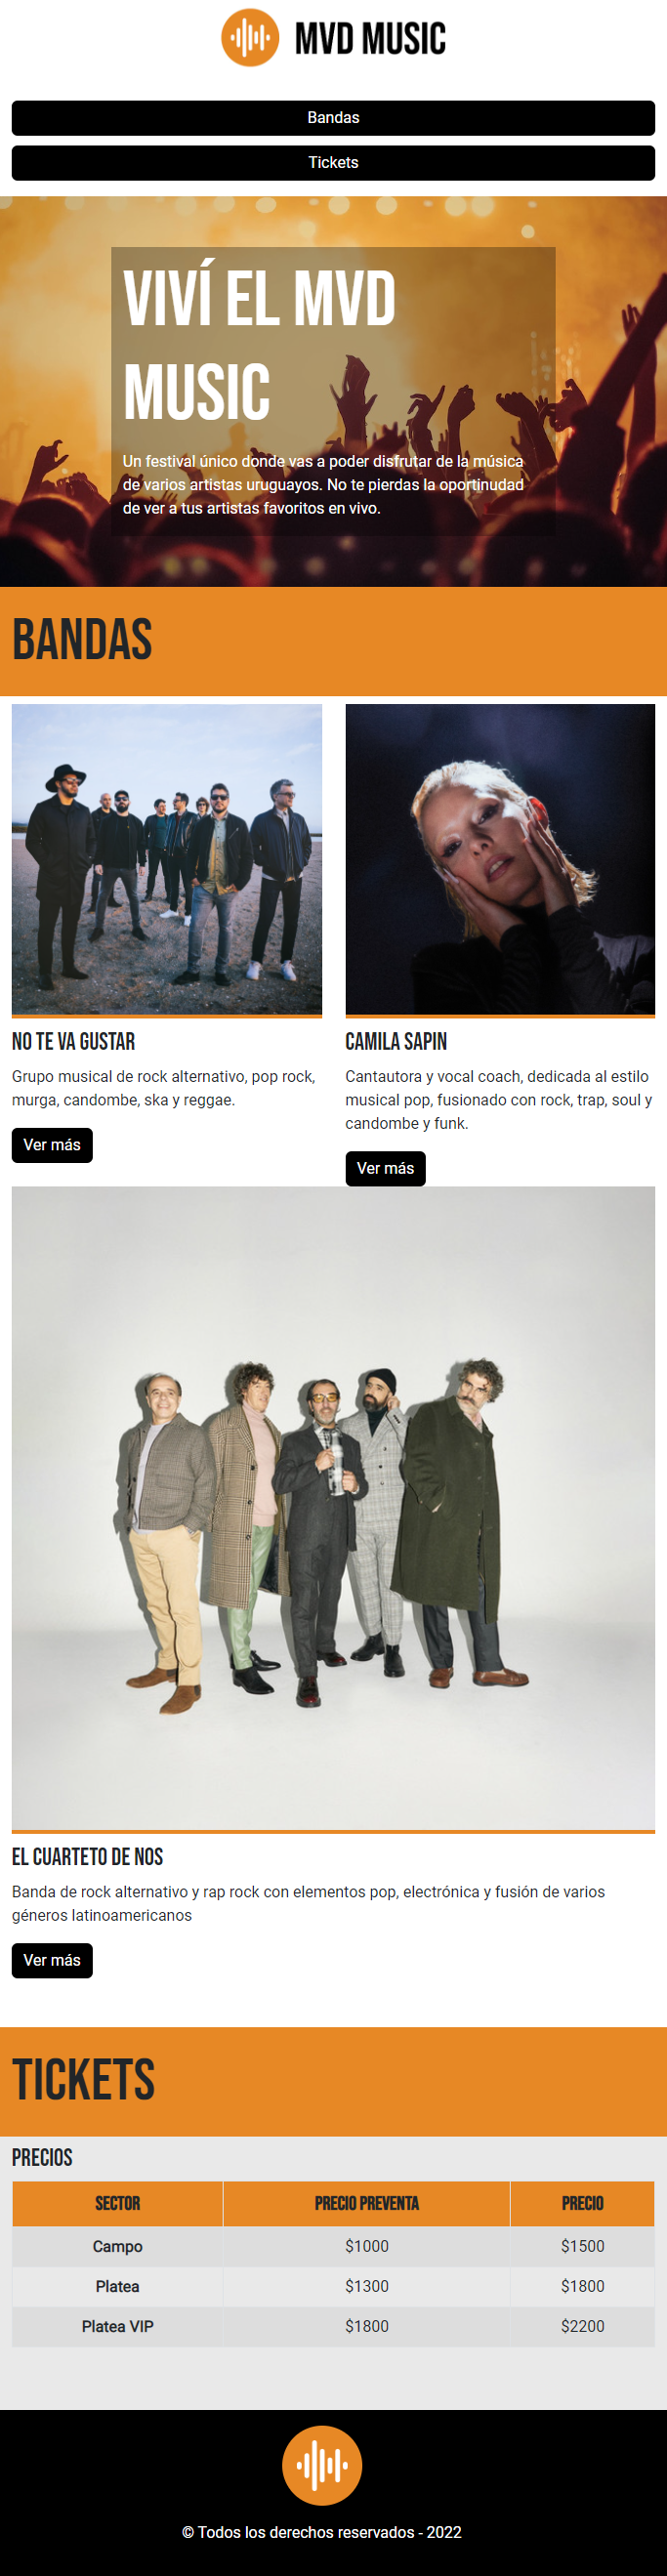 MVD MUSIC
Bandas
Tickets
VIVÍ EL MVD
MUSIC
Un festival único donde vas a poder disfrutar de la música
de varios artistas uruguayos. No te pierdas la oportinudad
de ver a tus artistas favoritos en vivo.
BANDAS
NO TE VA GUSTAR
Grupo musical de rock alternativo, pop rock,
murga, candombe, ska y reggae.
Ver más
CAMILA SAPIN
Cantautora y vocal coach, dedicada al estilo
musical pop, fusionado con rock, trap, soul y
candombe y funk.
Ver más
EL CUARTETO DE NOS
Banda de rock alternativo y rap rock con elementos pop, electrónica y fusión de varios
géneros latinoamericanos
Ver más
TICKETS
PRECIOS
SECTOR PRECIO PREVENTA PRECIO
Campo $1000 $1500
Platea $1300 $1800
Platea VIP $1800 $2200
© Todos los derechos reservados - 2022